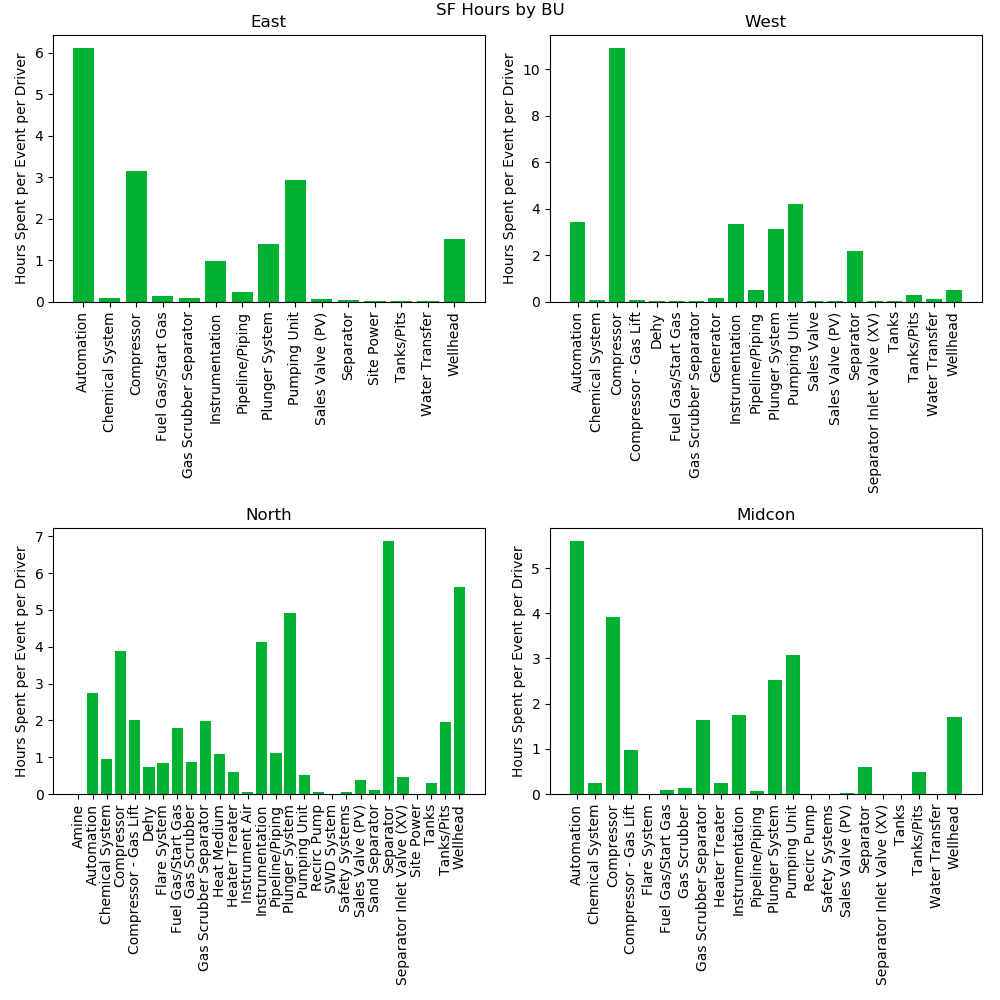 SF Hours by BU
East
Hours Spent per Event per Driver
6
5
4
3
2
1
0
Automation
Chemical System
Compressor
Fuel Gas/Start Gas
Gas Scrubber Separator
Instrumentation
Pipeline/Piping
Plunger System
Pumping Unit
Sales Valve (PV)
Separator
Site Power
Tanks/Pits
Water Transfer
Wellhead
West
Hours Spent per Event per Driver
10
8
6
4
2
0
Automation
Chemical System
Compressor
Compressor - Gas Lift
Dehy
Fuel Gas/Start Gas
Gas Scrubber Separator
Generator
Instrumentation
Pipeline/Piping
Plunger System
Pumping Unit
Sales Valve
Sales Valve (PV)
Separator
Separator Inlet Valve (XV)
Tanks
Tanks/Pits
Water Transfer
Wellhead
North
Hours Spent per Event per Driver
7
6
5
4
3
2
1
0
Amine
Automation
Chemical System
Compressor
Compressor - Gas Lift
Dehy
Flare System
Fuel Gas/Start Gas
Gas Scrubber
Gas Scrubber Separator
Heat Medium
Heater Treater
Instrument Air
Instrumentation
Pipeline/Piping
Plunger System
Pumping Unit
Recirc Pump
SWD System
Safety Systems
Sales Valve (PV)
Sand Separator
Separator
Separator Inlet Valve (XV)
Site Power
Tanks
Tanks/Pits
Wellhead
Midcon
Hours Spent per Event per Driver
5
4
3
2
1
0
Automation
Chemical System
Compressor
Compressor - Gas Lift
Flare System
Fuel Gas/Start Gas
Gas Scrubber
Gas Scrubber Separator
Heater Treater
Instrumentation
Pipeline/Piping
Plunger System
Pumping Unit
Recirc Pump
Safety Systems
Sales Valve (PV)
Separator
Separator Inlet Valve (XV)
Tanks
Tanks/Pits
Water Transfer
Wellhead